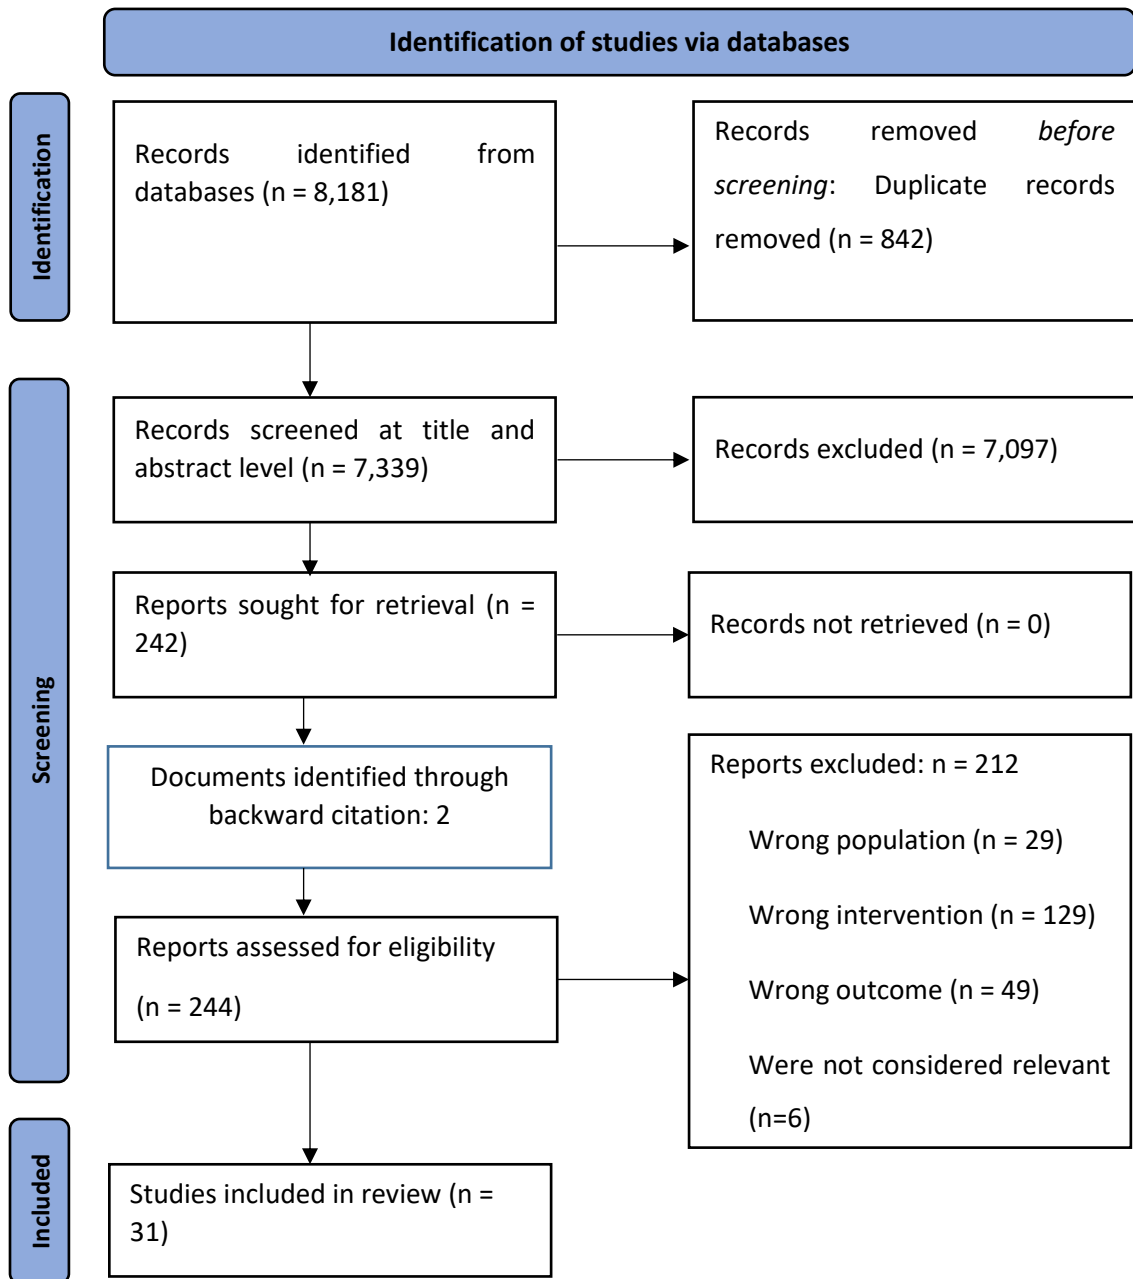 Identification of studies via databases
Identification
Records identified from
databases (n = 8,181)
Records removed before
screening: Duplicate records
removed (n = 842)
Screening
Records screened at title and
abstract level (n = 7,339)
Records excluded (n = 7,097)
Reports sought for retrieval (n =
242)
Records not retrieved (n = 0)
Documents identified through
backward citation: 2
Reports assessed for eligibility
(n = 244)
Reports excluded: n = 212
Wrong population (n = 29)
Wrong intervention (n = 129)
Wrong outcome (n = 49)
Were not considered relevant
(n=6)
Included
Studies included in review (n =
31)